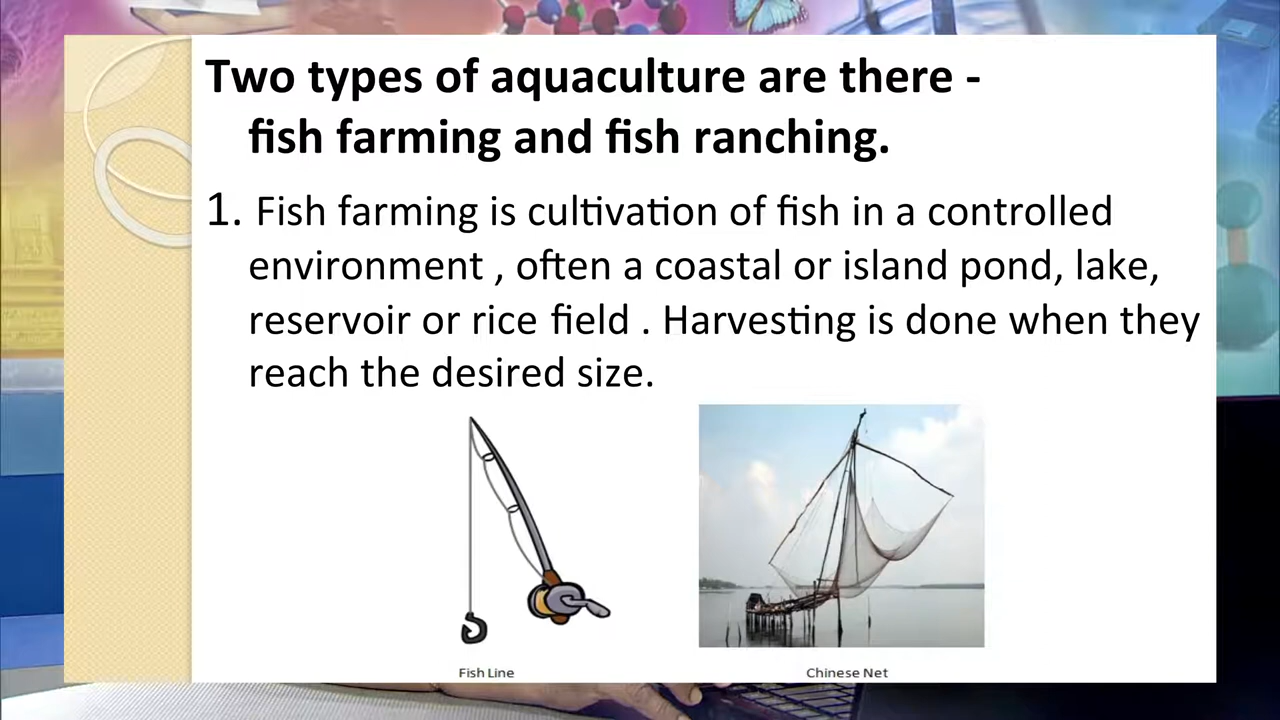 Two types of aquaculture are there -
fish farming and fish ranching.
1. Fish farming is cultivation of fish in a controlled
environment , often a coastal or island pond, lake,
reservoir or rice field . Harvesting is done when they
reach the desired size.
Fish Line
Chinese Net